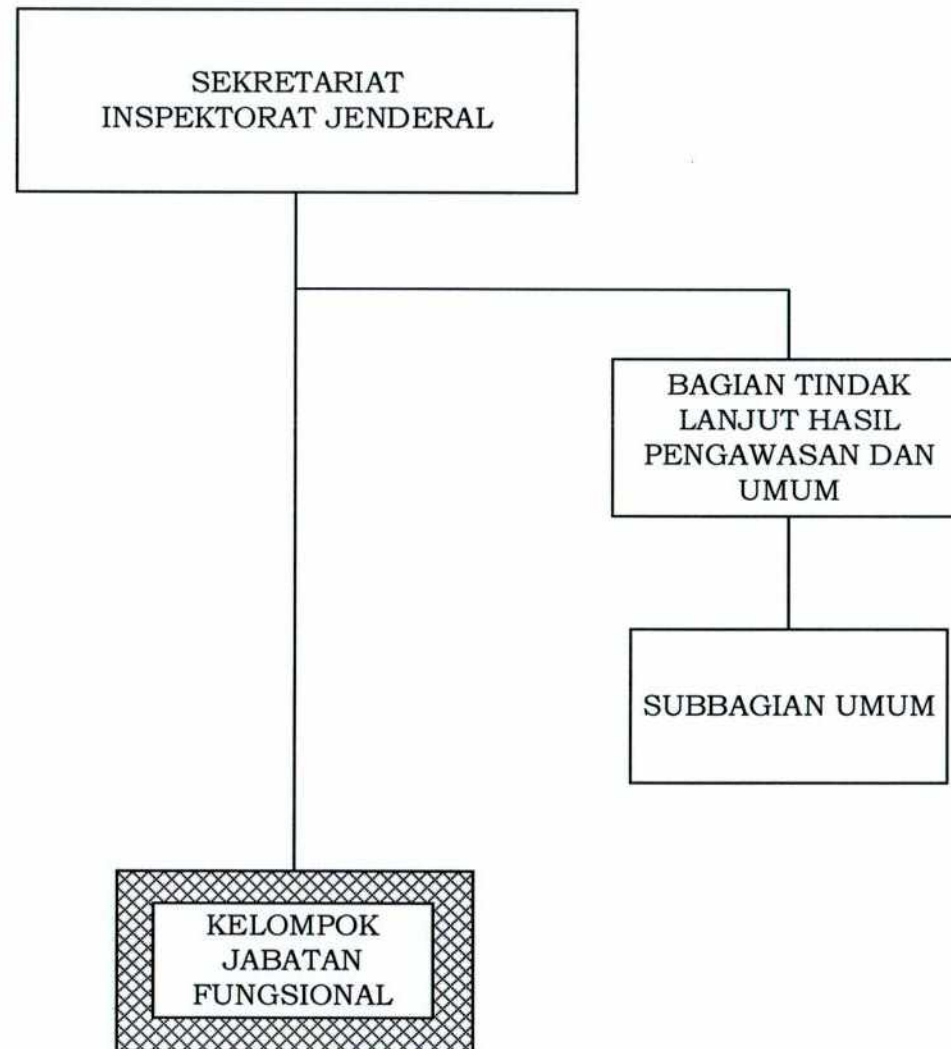 SEKRETARIAT
INSPEKTORAT JENDERAL
BAGIAN TINDAK
LANJUT HASIL
PENGAWASAN DAN
UMUM
SUBBAGIAN UMUM
KELOMPOK
JABATAN
FUNGSIONAL